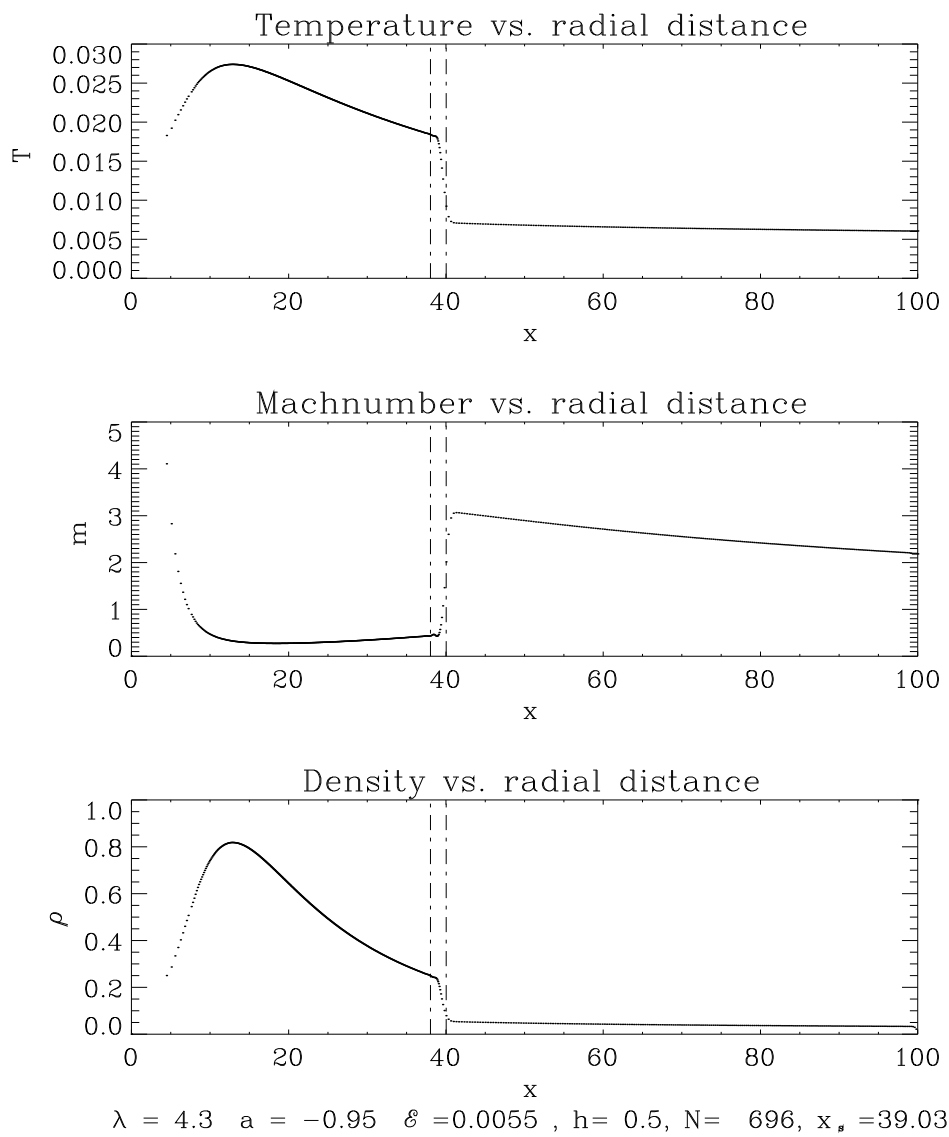 Temperature vs. radial distance
0.030
0.025
0.020
0.015
0.010
0.005
0.000
T
0 20 40 60 80 100
x
Machnumber vs. radial distance
5
4
3
2
1
0
m
0 20 40 60 80 100
x
Density vs. radial distance
1.0
0.8
0.6
0.4
0.2
0.0
ρ
0 20 40 60 80 100
x
λ = 4.3 a = −0.95 ℰ =0.0055 , h= 0.5, N= 696, xₛ =39.03